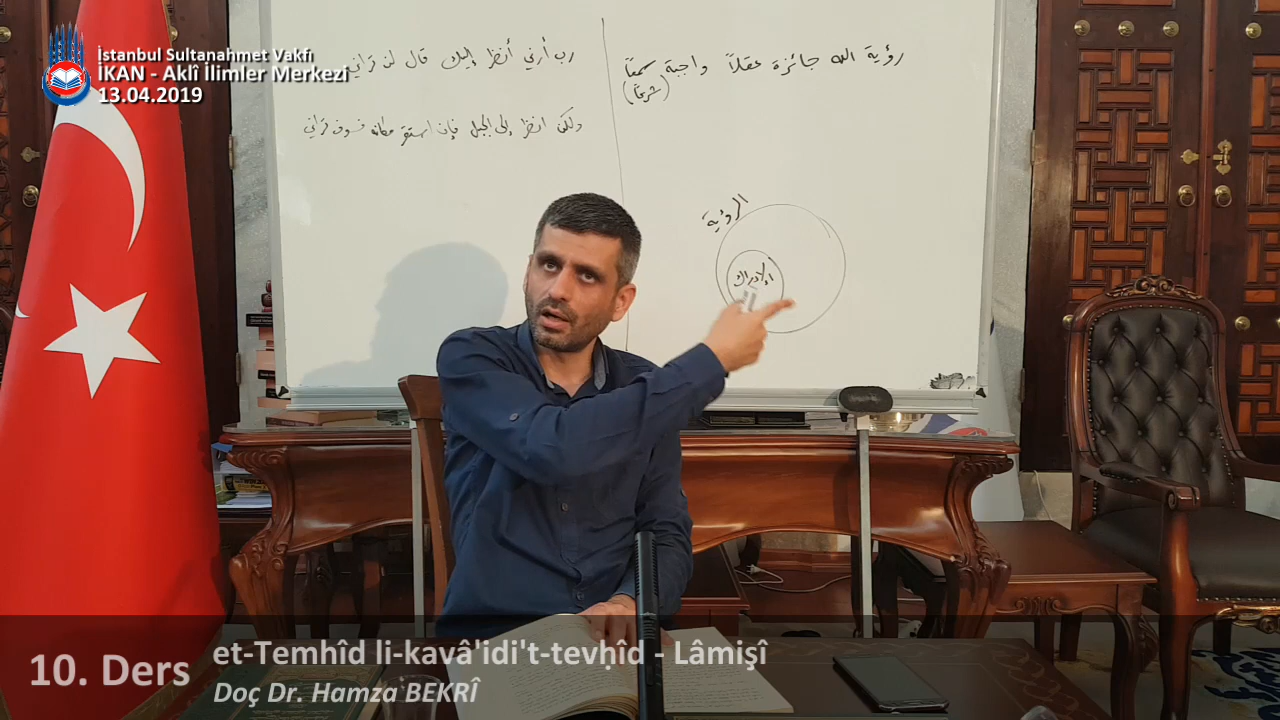 İstanbul Sultanahmet Vakfı
İKAN - Aklî İlimler Merkezi
13.04.2019
رؤية الله جائزة عقلاً واجبة سمعًا
(شرعًا)
رب أرني أنظر إليك قال لن تراني
ولكن انظر إلى الجبل فإن استقر مكانه فسوف تراني
الرؤية
الإدراك
10. Ders
et-Temhîd li-kavâ'idi't-tevḥîd - Lâmişî
Doç Dr. Hamza BEKRÎ